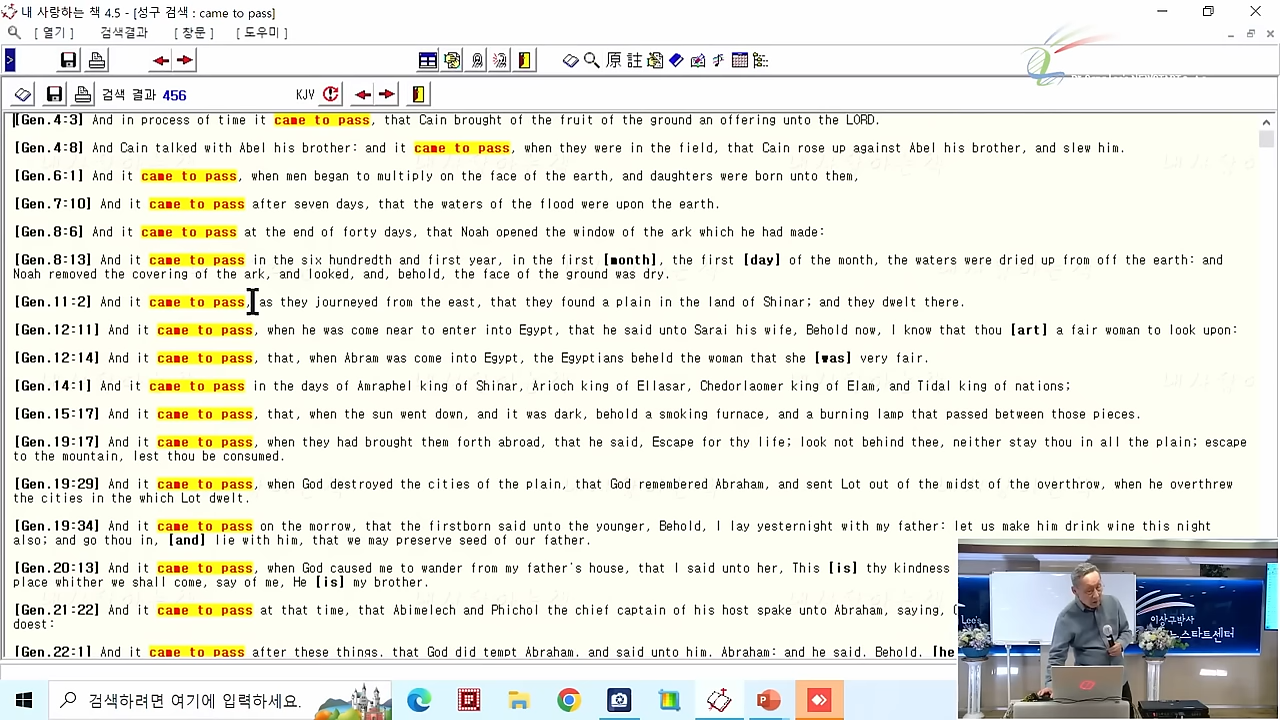 내 사랑하는 책 4.5 - [성구 검색 : came to pass]
[ 열기 ] 검색결과 [ 창문 ] [ 도우미 ]
原 註
검색 결과 456 KJV
[Gen.4:3] And in process of time it came to pass, that Cain brought of the fruit of the ground an offering unto the LORD.
[Gen.4:8] And Cain talked with Abel his brother: and it came to pass, when they were in the field, that Cain rose up against Abel his brother, and slew him.
[Gen.6:1] And it came to pass, when men began to multiply on the face of the earth, and daughters were born unto them,
[Gen.7:10] And it came to pass after seven days, that the waters of the flood were upon the earth.
[Gen.8:6] And it came to pass at the end of forty days, that Noah opened the window of the ark which he had made:
[Gen.8:13] And it came to pass in the six hundredth and first year, in the first [month], the first [day] of the month, the waters were dried up from off the earth: and
Noah removed the covering of the ark, and looked, and, behold, the face of the ground was dry.
[Gen.11:2] And it came to pass, as they journeyed from the east, that they found a plain in the land of Shinar; and they dwelt there.
[Gen.12:11] And it came to pass, when he was come near to enter into Egypt, that he said unto Sarai his wife, Behold now, I know that thou [art] a fair woman to look upon:
[Gen.12:14] And it came to pass, that, when Abram was come into Egypt, the Egyptians beheld the woman that she [was] very fair.
[Gen.14:1] And it came to pass in the days of Amraphel king of Shinar, Arioch king of Ellasar, Chedorlaomer king of Elam, and Tidal king of nations;
[Gen.15:17] And it came to pass, that, when the sun went down, and it was dark, behold a smoking furnace, and a burning lamp that passed between those pieces.
[Gen.19:17] And it came to pass, when they had brought them forth abroad, that he said, Escape for thy life; look not behind thee, neither stay thou in all the plain; escape
to the mountain, lest thou be consumed.
[Gen.19:29] And it came to pass, when God destroyed the cities of the plain, that God remembered Abraham, and sent Lot out of the midst of the overthrow, when he overthrew
the cities in the which Lot dwelt.
[Gen.19:34] And it came to pass on the morrow, that the firstborn said unto the younger, Behold, I lay yesternight with my father: let us make him drink wine this night
also; and go thou in, [and] lie with him, that we may preserve seed of our father.
[Gen.20:13] And it came to pass, when God caused me to wander from my father's house, that I said unto her, This [is] thy kindness
place whither we shall come, say of me, He [is] my brother.
[Gen.21:22] And it came to pass at that time, that Abimelech and Phichol the chief captain of his host spake unto Abraham, saying,
doest:
[Gen.22:1] And it came to pass after these things, that God did tempt Abraham, and said unto him, Abraham: and he said, Behold, [he
Lee's 이상구박사
뉴스타트센터
검색하려면 여기에 입력하세요.